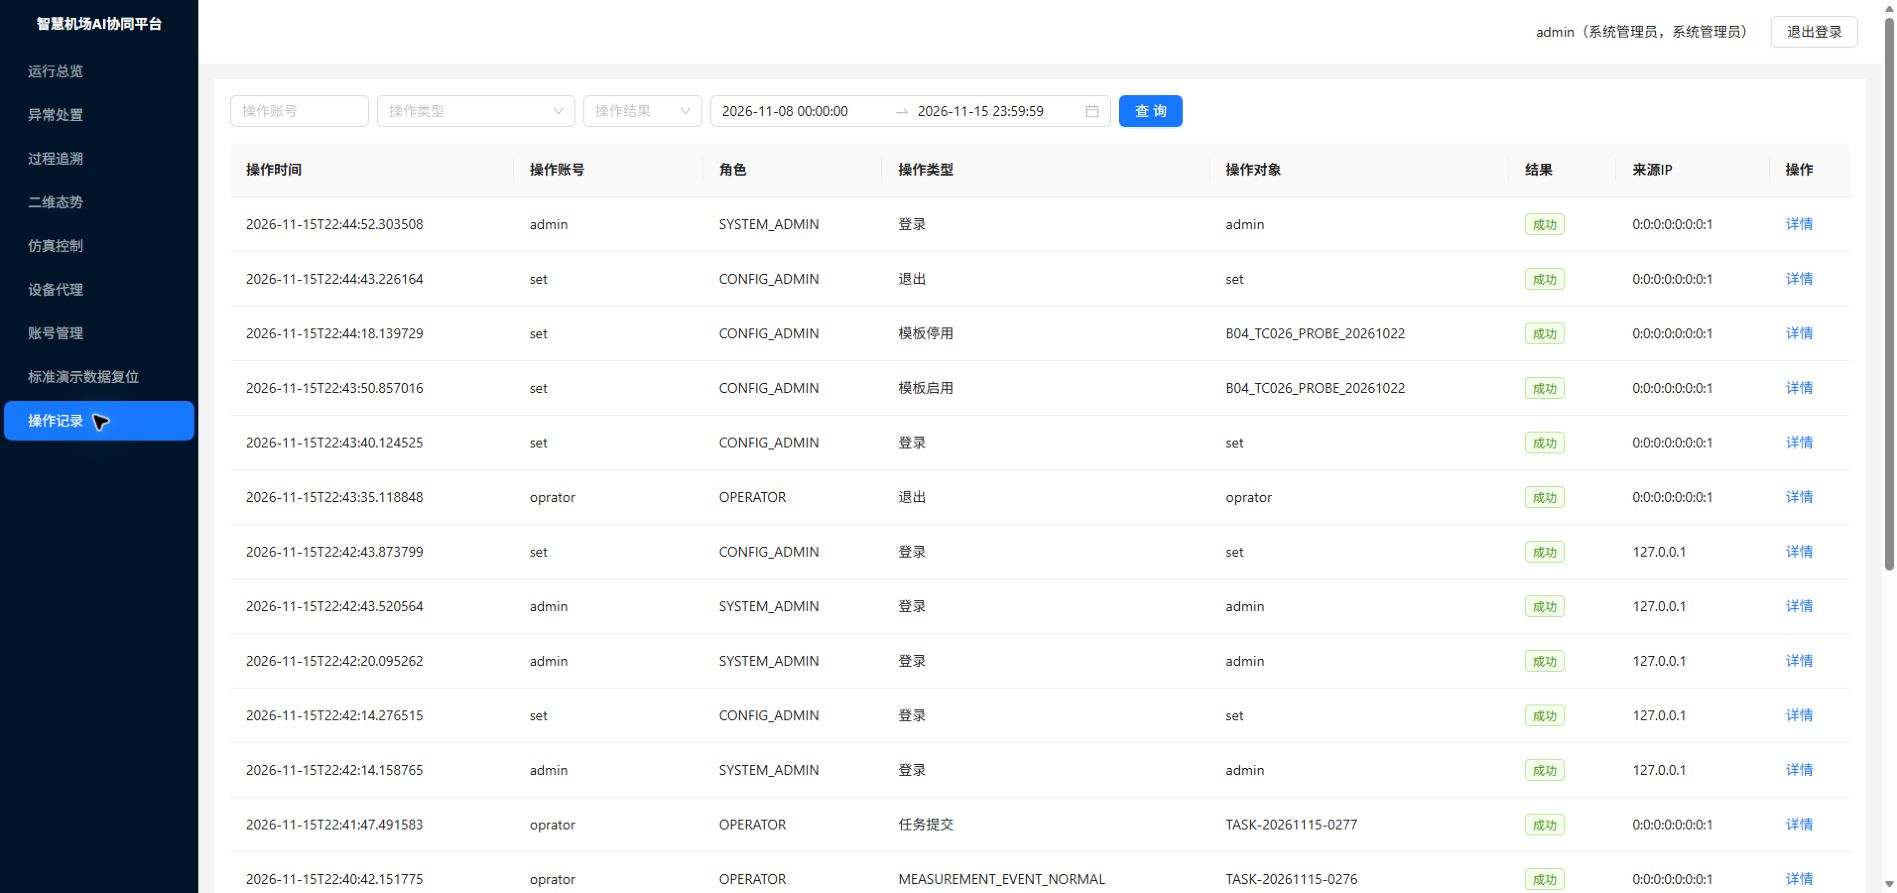 智慧机场AI协同平台
admin（系统管理员，系统管理员）
退出登录
运行总览
异常处置
过程追溯
二维态势
仿真控制
设备代理
账号管理
标准演示数据复位
操作记录
操作账号 操作类型 操作结果 2026-11-08 00:00:00 → 2026-11-15 23:59:59 查 询
操作时间 操作账号 角色 操作类型 操作对象 结果 来源IP 操作
2026-11-15T22:44:52.303508 admin SYSTEM_ADMIN 登录 admin 成功 0:0:0:0:0:0:0:1 详情
2026-11-15T22:44:43.226164 set CONFIG_ADMIN 退出 set 成功 0:0:0:0:0:0:0:1 详情
2026-11-15T22:44:18.139729 set CONFIG_ADMIN 模板停用 B04_TC026_PROBE_20261022 成功 0:0:0:0:0:0:0:1 详情
2026-11-15T22:43:50.857016 set CONFIG_ADMIN 模板启用 B04_TC026_PROBE_20261022 成功 0:0:0:0:0:0:0:1 详情
2026-11-15T22:43:40.124525 set CONFIG_ADMIN 登录 set 成功 0:0:0:0:0:0:0:1 详情
2026-11-15T22:43:35.118848 oprator OPERATOR 退出 oprator 成功 0:0:0:0:0:0:0:1 详情
2026-11-15T22:42:43.873799 set CONFIG_ADMIN 登录 set 成功 127.0.0.1 详情
2026-11-15T22:42:43.520564 admin SYSTEM_ADMIN 登录 admin 成功 127.0.0.1 详情
2026-11-15T22:42:20.095262 admin SYSTEM_ADMIN 登录 admin 成功 127.0.0.1 详情
2026-11-15T22:42:14.276515 set CONFIG_ADMIN 登录 set 成功 127.0.0.1 详情
2026-11-15T22:42:14.158765 admin SYSTEM_ADMIN 登录 admin 成功 127.0.0.1 详情
2026-11-15T22:41:47.491583 oprator OPERATOR 任务提交 TASK-20261115-0277 成功 0:0:0:0:0:0:0:1 详情
2026-11-15T22:40:42.151775 oprator OPERATOR MEASUREMENT_EVENT_NORMAL TASK-20261115-0276 成功 0:0:0:0:0:0:0:1 详情